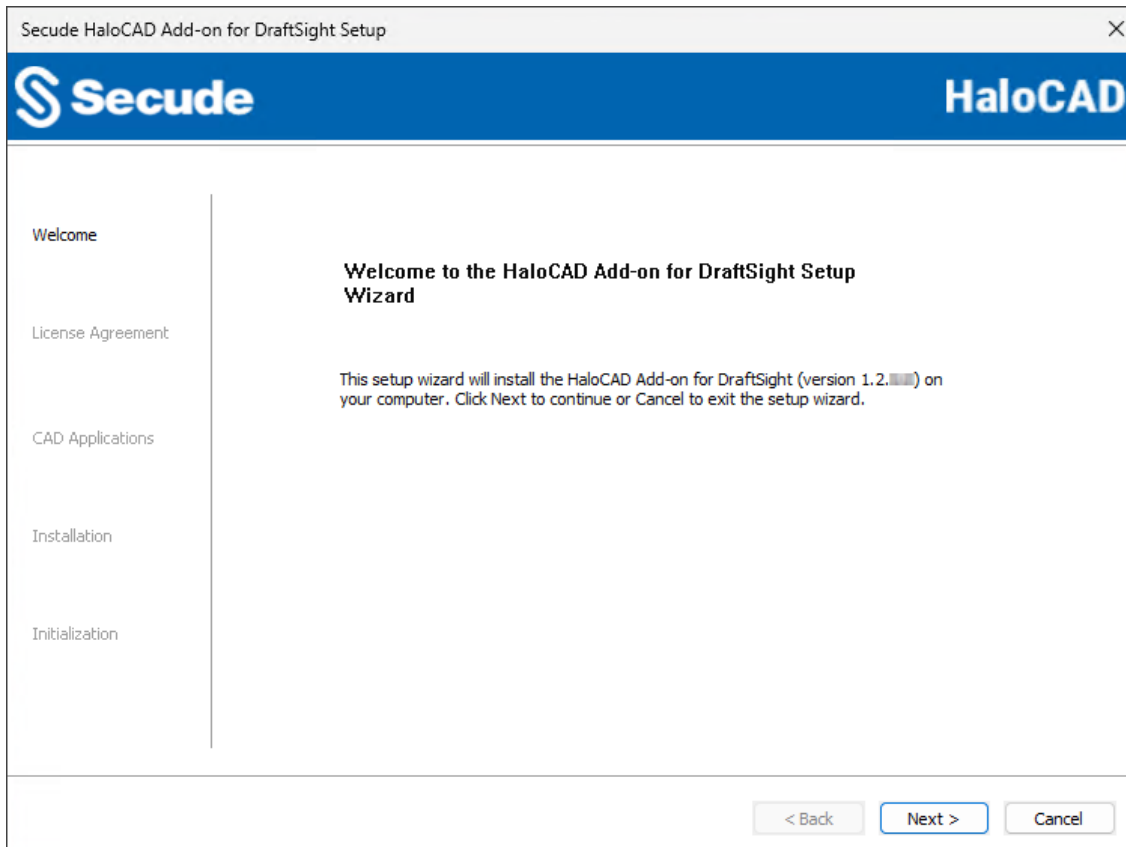 Secude HaloCAD Add-on for DraftSight Setup
Secude
HaloCAD
Welcome
License Agreement
CAD Applications
Installation
Initialization
Welcome to the HaloCAD Add-on for DraftSight Setup
Wizard
This setup wizard will install the HaloCAD Add-on for DraftSight (version 1.2.) on
your computer. Click Next to continue or Cancel to exit the setup wizard.
< Back
Next >
Cancel